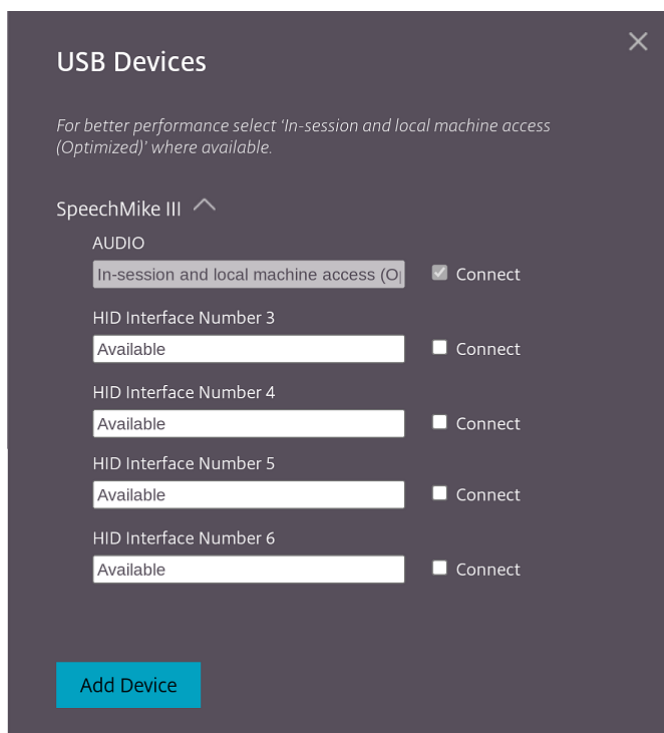 USB Devices
For better performance select ‘In-session and local machine access
(Optimized)’ where available.
SpeechMike III
AUDIO
In-session and local machine access (O
Connect
HID Interface Number 3
Available
Connect
HID Interface Number 4
Available
Connect
HID Interface Number 5
Available
Connect
HID Interface Number 6
Available
Connect
Add Device